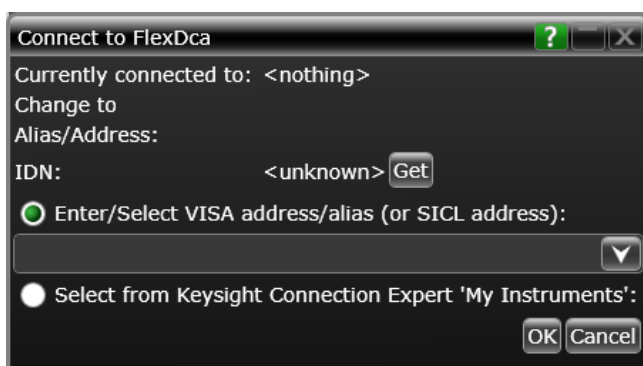 Connect to FlexDca ?
Currently connected to: <nothing>
Change to
Alias/Address:
IDN: <unknown> Get
Enter/Select VISA address/alias (or SICL address):
Select from Keysight Connection Expert 'My Instruments':
OK Cancel